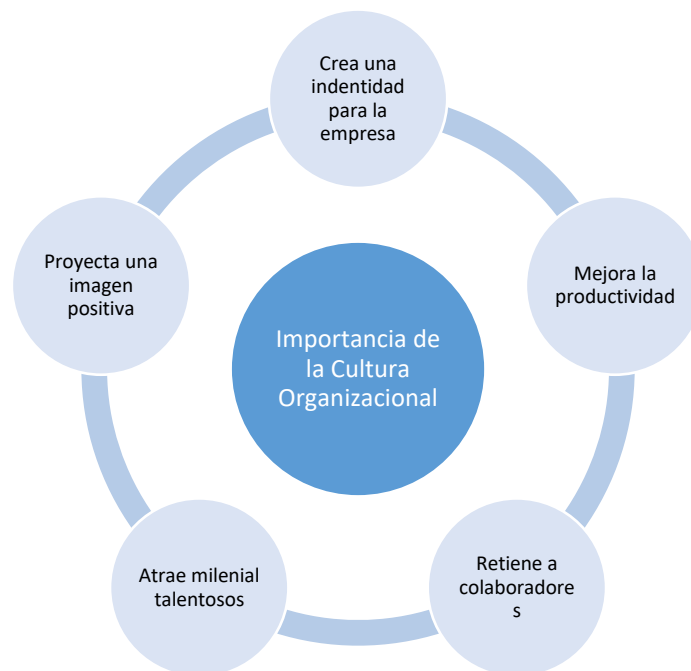 Crea una
indentidad
para la
empresa
Mejora la
productividad
Retiene a
colaboradore
s
Atrae milenial
talentosos
Proyecta una
imagen
positiva
Importancia de
la Cultura
Organizacional